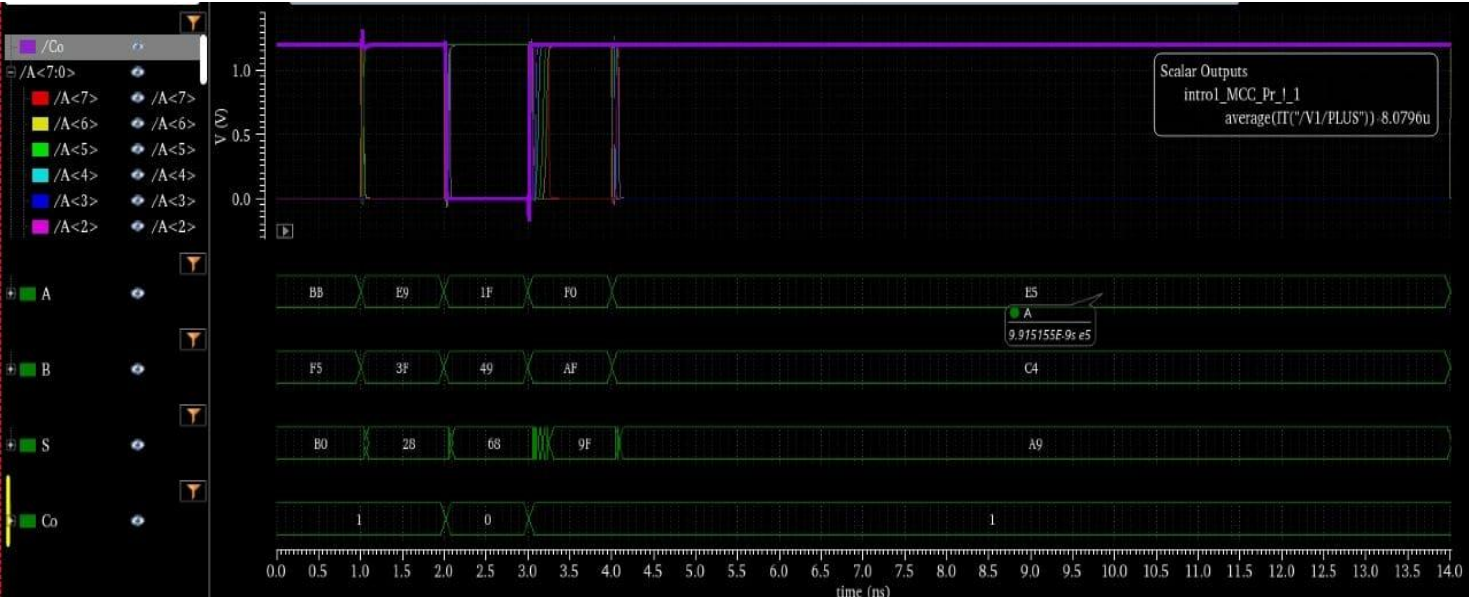 /Co
/A<7:0>
/A<7> /A<7>
/A<6> /A<6>
/A<5> /A<5>
/A<4> /A<4>
/A<3> /A<3>
/A<2> /A<2>
V (V)
1.0
0.5
0.0
Scalar Outputs
intro1_MCC_Pr_!_1
average(IT("/V1/PLUS")) -8.0796u
A BB E9 1F F0 E5
A
9.915155E-9s e5
B F5 3F 49 AF C4
S B0 28 68 9F A9
Co 1 0 1
0.0 0.5 1.0 1.5 2.0 2.5 3.0 3.5 4.0 4.5 5.0 5.5 6.0 6.5 7.0 7.5 8.0 8.5 9.0 9.5 10.0 10.5 11.0 11.5 12.0 12.5 13.0 13.5 14.0
time (ns)